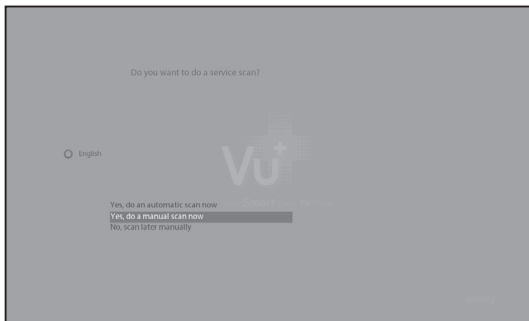 Do you want to do a service scan?
English
Vu+
Yes, do an automatic scan now
Smart
Yes, do a manual scan now
No, scan later manually